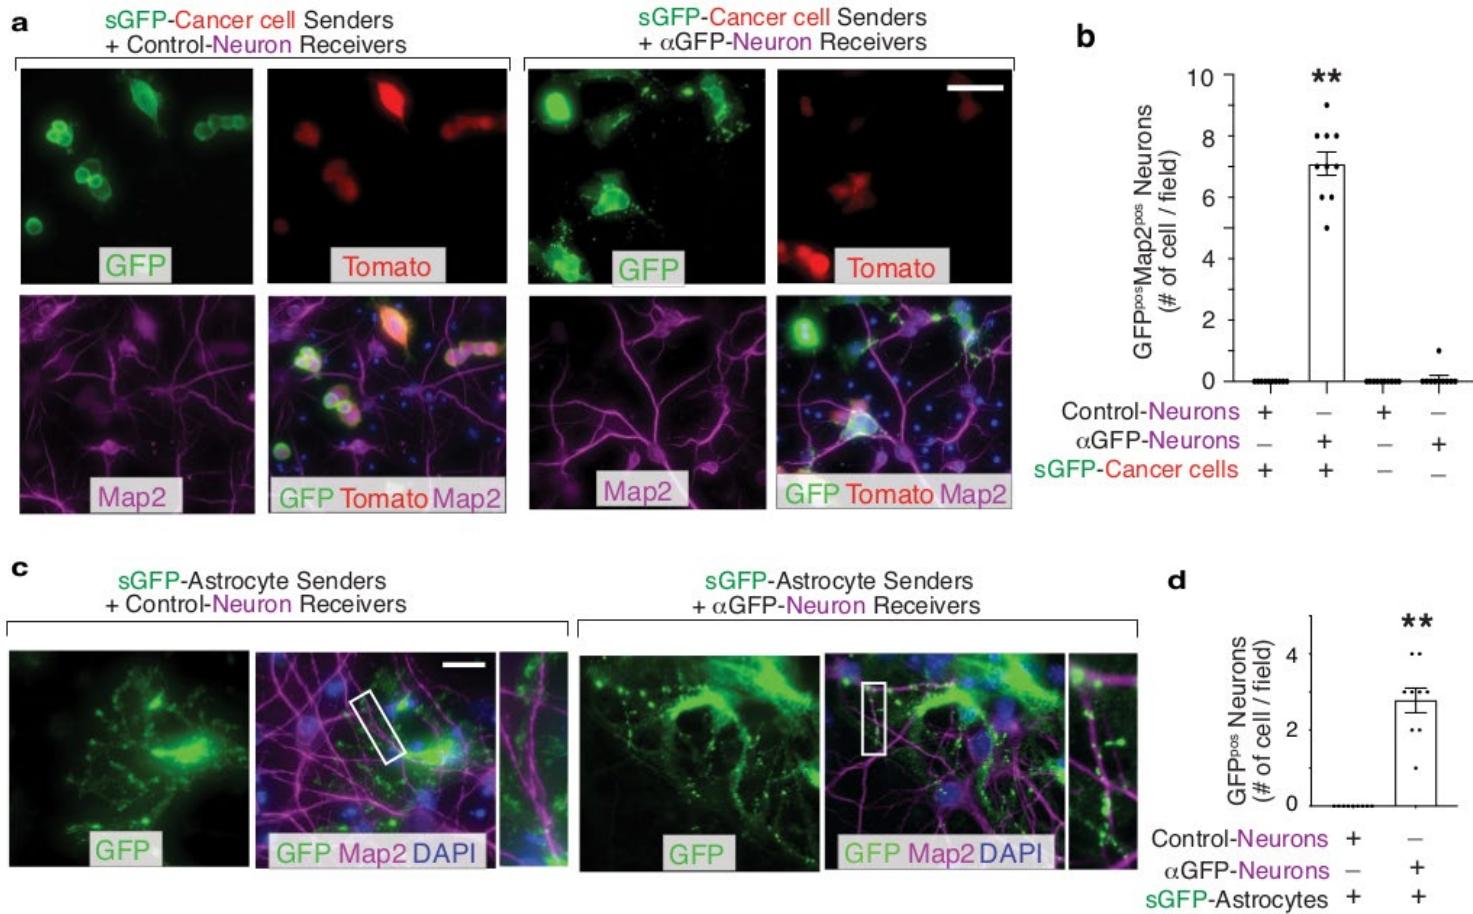 a
sGFP-Cancer cell Senders
+ Control-Neuron Receivers
sGFP-Cancer cell Senders
+ αGFP-Neuron Receivers
GFP
Tomato
GFP
Tomato
Map2
GFP Tomato Map2
Map2
GFP Tomato Map2
b
**
GFPposMap2pos Neurons
(# of cell / field)
10
8
6
4
2
0
Control-Neurons + – + –
αGFP-Neurons – + – +
sGFP-Cancer cells + + – –
c
sGFP-Astrocyte Senders
+ Control-Neuron Receivers
sGFP-Astrocyte Senders
+ αGFP-Neuron Receivers
GFP
GFP Map2 DAPI
GFP
GFP Map2 DAPI
d
**
GFPpos Neurons
(# of cell / field)
4
2
0
Control-Neurons + –
αGFP-Neurons – +
sGFP-Astrocytes + +